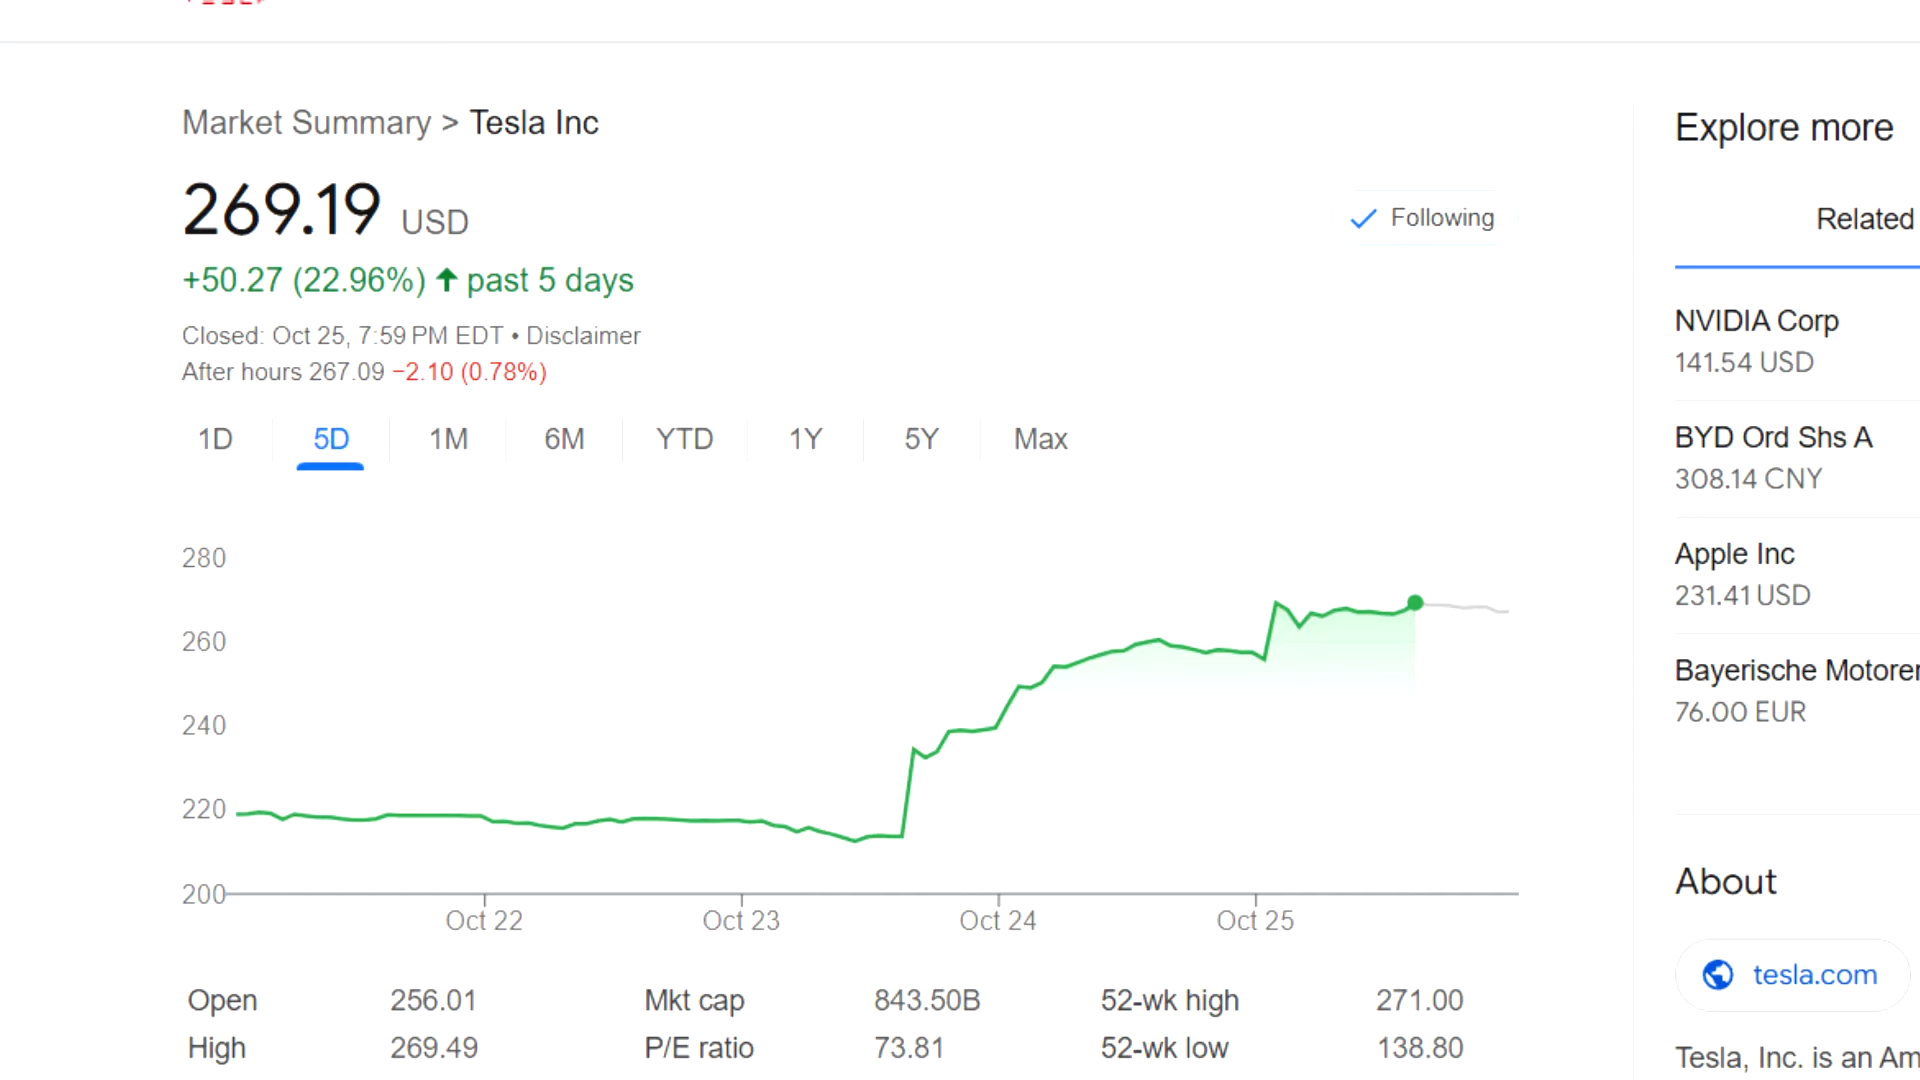 Market Summary > Tesla Inc
269.19 USD
Following
+50.27 (22.96%) past 5 days
Closed: Oct 25, 7:59 PM EDT • Disclaimer
After hours 267.09 −2.10 (0.78%)
1D 5D 1M 6M YTD 1Y 5Y Max
280
260
240
220
200
Oct 22 Oct 23 Oct 24 Oct 25
Open 256.01 Mkt cap 843.50B 52-wk high 271.00
High 269.49 P/E ratio 73.81 52-wk low 138.80
Explore more
Related
NVIDIA Corp
141.54 USD
BYD Ord Shs A
308.14 CNY
Apple Inc
231.41 USD
Bayerische Motoren
76.00 EUR
About
tesla.com
Tesla, Inc. is an Am